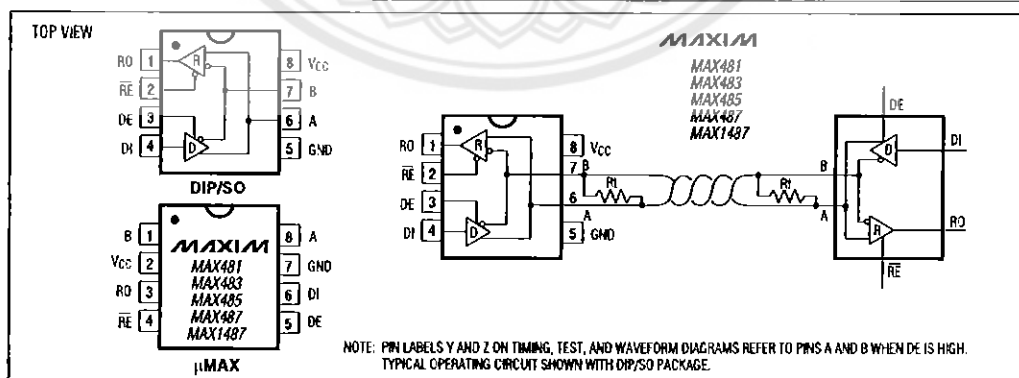 TOP VIEW
RO 1
RE 2
DE 3
DI 4
8 VCC
7 B
6 A
5 GND
R
D
DIP/SO
B 1
VCC 2
RO 3
RE 4
8 A
7 GND
6 DI
5 DE
MAXIM
MAX481
MAX483
MAX485
MAX487
MAX1487
μMAX
MAXIM
MAX481
MAX483
MAX485
MAX487
MAX1487
RO 1
RE 2
DE 3
DI 4
R
D
8 VCC
7 B
6 A
5 GND
Rt
Rt
B
A
DE
D
DI
R
RO
RE
NOTE: PIN LABELS Y AND Z ON TIMING, TEST, AND WAVEFORM DIAGRAMS REFER TO PINS A AND B WHEN DE IS HIGH.
TYPICAL OPERATING CIRCUIT SHOWN WITH DIP/SO PACKAGE.